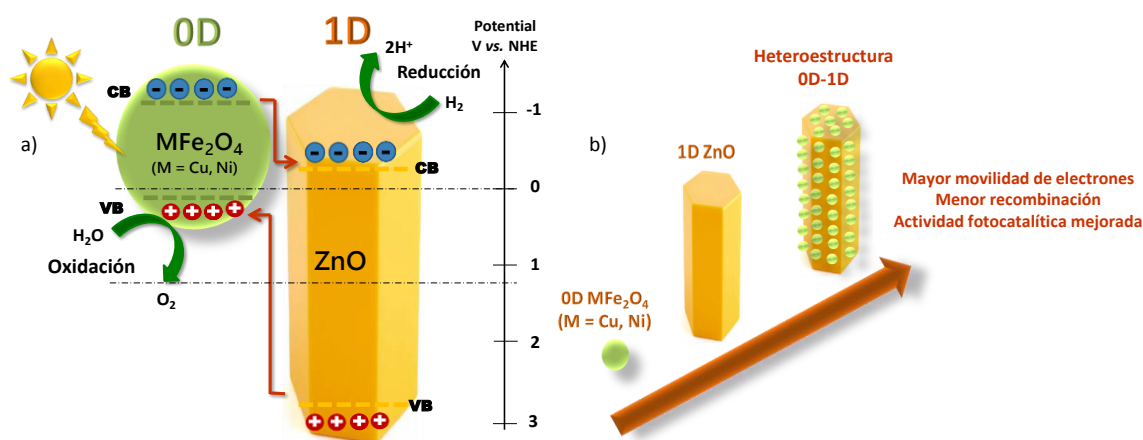 a)
0D
1D
Potential
V vs. NHE
2H⁺
Reducción
H₂
CB
- - - -
MFe₂O₄
(M = Cu, Ni)
VB
+ + + +
H₂O
Oxidación
O₂
- - - -
CB
ZnO
VB
+ + + +
-1
0
1
2
3
b)
0D MFe₂O₄
(M = Cu, Ni)
1D ZnO
Heteroestructura
0D-1D
Mayor movilidad de electrones
Menor recombinación
Actividad fotocatalítica mejorada